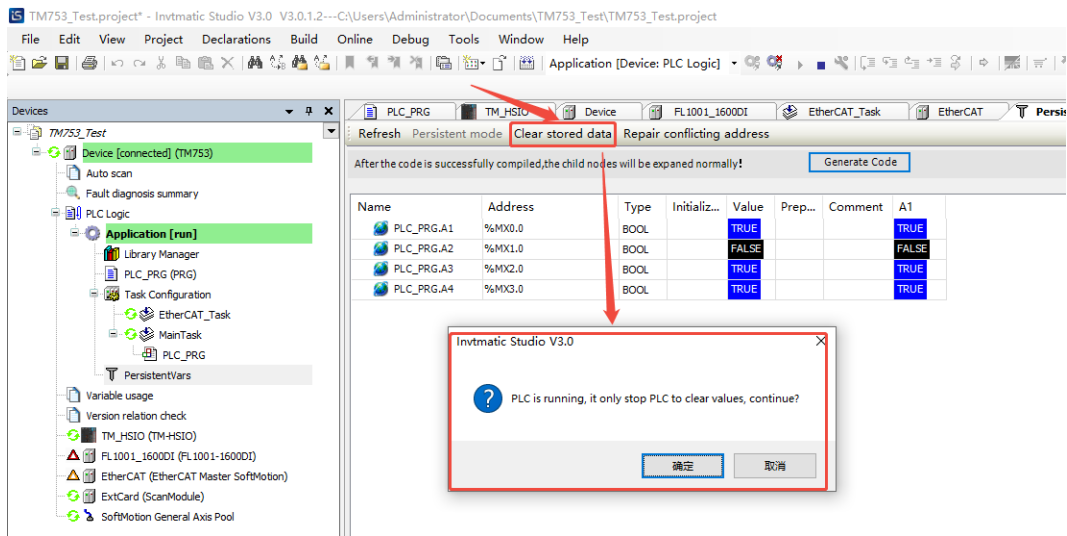 TM753_Test.project* - Invtmatic Studio V3.0 V3.0.1.2---C:\Users\Administrator\Documents\TM753_Test\TM753_Test.project
File Edit View Project Declarations Build Online Debug Tools Window Help
Application [Device: PLC Logic]
Devices
PLC_PRG TM_HSIO Device FL1001_1600DI EtherCAT_Task EtherCAT Persis
TM753_Test
Refresh Persistent mode Clear stored data Repair conflicting address
Device [connected] (TM753)
After the code is successfully compiled,the child nodes will be expaned normally! Generate Code
Auto scan
Fault diagnosis summary
PLC Logic
Application [run]
Library Manager
PLC_PRG (PRG)
Task Configuration
EtherCAT_Task
MainTask
PLC_PRG
PersistentVars
Variable usage
Version relation check
TM_HSIO (TM-HSIO)
FL1001_1600DI (FL1001-1600DI)
EtherCAT (EtherCAT Master SoftMotion)
ExtCard (ScanModule)
SoftMotion General Axis Pool
Name Address Type Initializ... Value Prep... Comment A1
PLC_PRG.A1 %MX0.0 BOOL TRUE TRUE
PLC_PRG.A2 %MX1.0 BOOL FALSE FALSE
PLC_PRG.A3 %MX2.0 BOOL TRUE TRUE
PLC_PRG.A4 %MX3.0 BOOL TRUE TRUE
Invtmatic Studio V3.0
PLC is running, it only stop PLC to clear values, continue?
确定 取消